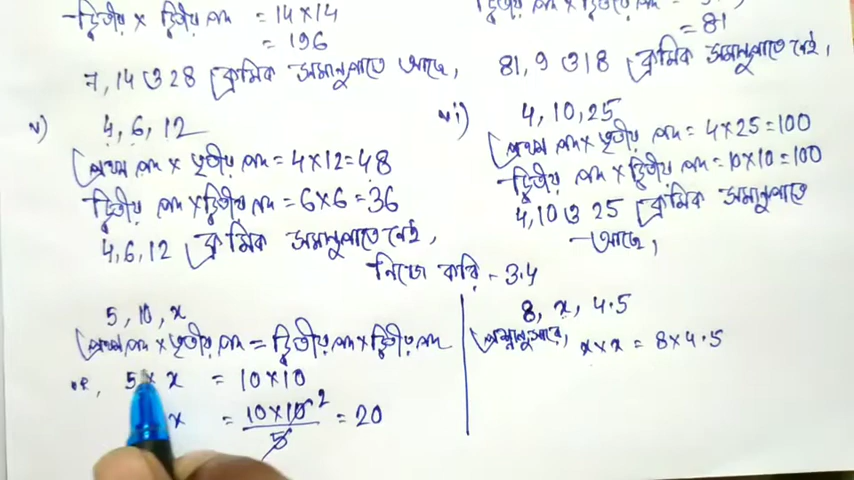 দ্বিতীয় × দ্বিতীয় পদ = 14×14
= 196
7, 14 ও 28 ক্রমিক সমানুপাতে আছে,
= 81
81, 9 ও 18 ক্রমিক সমানুপাতে নেই,
v) 4, 6, 12
প্রথম পদ × তৃতীয় পদ = 4×12=48
দ্বিতীয় পদ × দ্বিতীয় পদ = 6×6 =36
4, 6, 12 ক্রমিক সমানুপাতে নেই,
vi) 4, 10, 25
প্রথম পদ × তৃতীয় পদ = 4×25=100
দ্বিতীয় পদ × দ্বিতীয় পদ =10×10=100
4, 10 ও 25 ক্রমিক সমানুপাতে
আছে,
নিজে করি - 3.4
5, 10, x
প্রথম পদ × তৃতীয় পদ = দ্বিতীয় পদ × দ্বিতীয় পদ
বা, 5 × x = 10×10
x = 10×10 2 / 5 = 20
8, x, 4.5
প্রশ্নানুসারে, x×x = 8×4.5